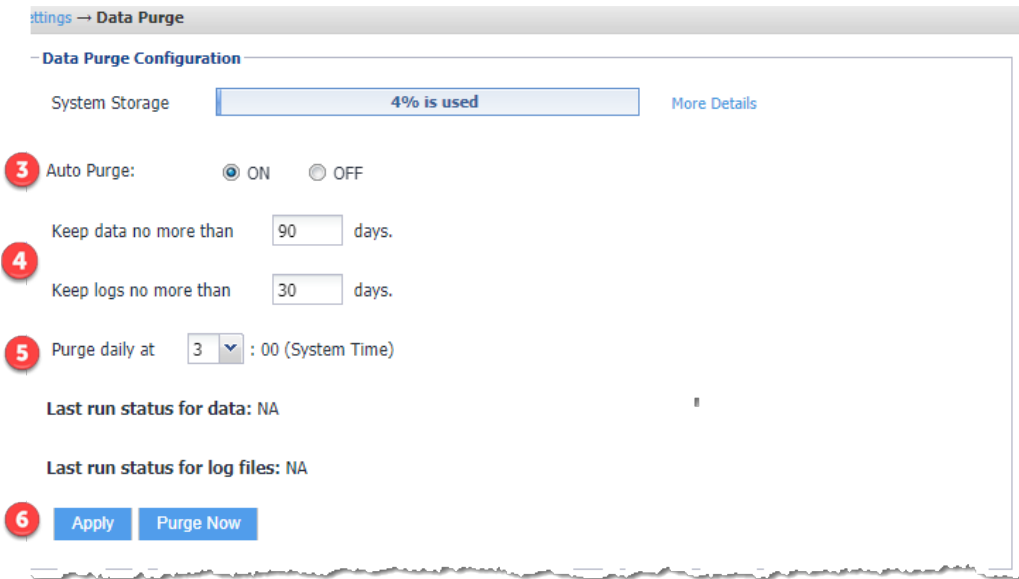 ettings → Data Purge
Data Purge Configuration
System Storage 4% is used More Details
3 Auto Purge: ON OFF
Keep data no more than 90 days.
4
Keep logs no more than 30 days.
5 Purge daily at 3 : 00 (System Time)
Last run status for data: NA
Last run status for log files: NA
6 Apply Purge Now